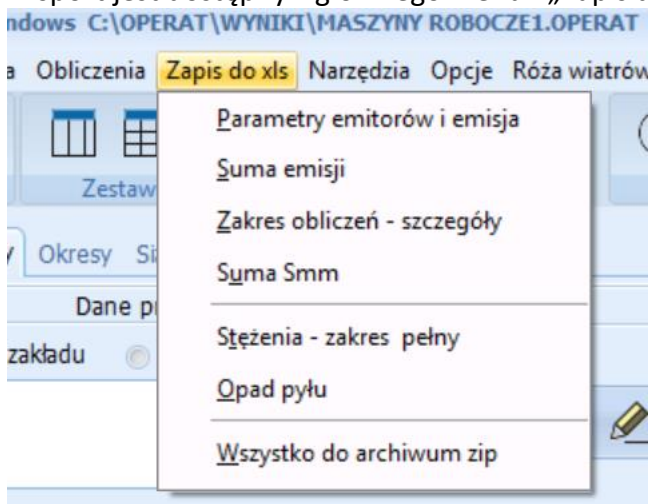 ndows C:\OPERAT\WYNIKI\MASZYNY ROBOCZE1.OPERAT
a Obliczenia Zapis do xls Narzędzia Opcje Róża wiatrów
Parametry emitorów i emisja
Suma emisji
Zestaw
Zakres obliczeń - szczegóły
y Okresy
Suma Smm
Dane p
Stężenia - zakres pełny
zakładu
Opad pyłu
Wszystko do archiwum zip